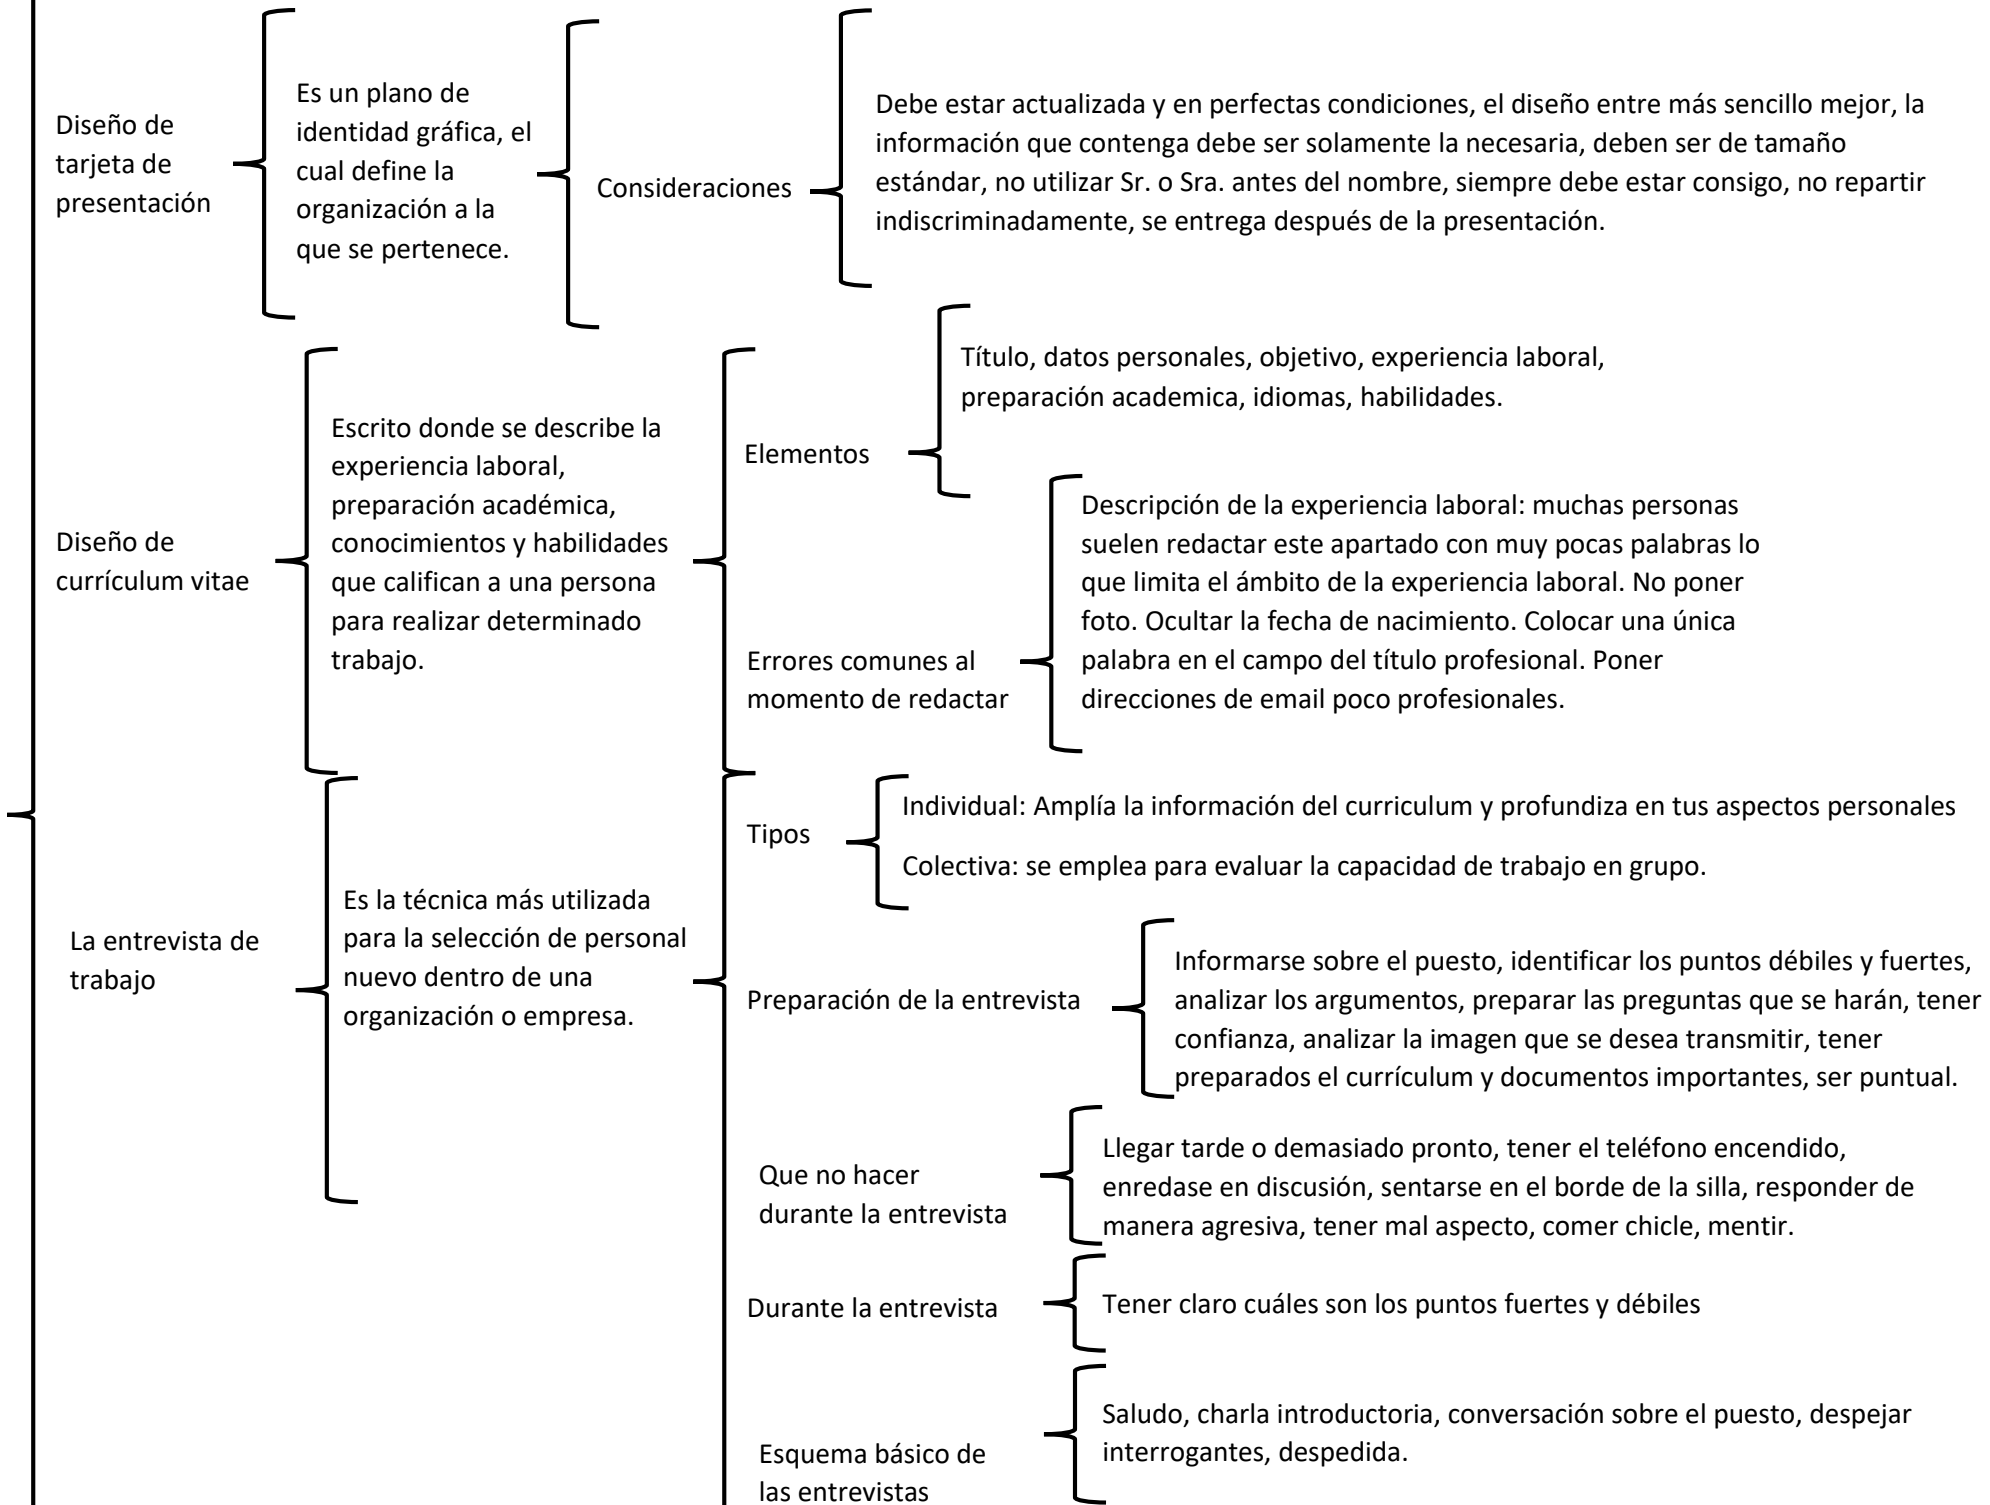 Diseño de
tarjeta de
presentación
Es un plano de
identidad gráfica, el
cual define la
organización a la
que se pertenece.
Consideraciones
Debe estar actualizada y en perfectas condiciones, el diseño entre más sencillo mejor, la
información que contenga debe ser solamente la necesaria, deben ser de tamaño
estándar, no utilizar Sr. o Sra. antes del nombre, siempre debe estar consigo, no repartir
indiscriminadamente, se entrega después de la presentación.
Diseño de
currículum vitae
Escrito donde se describe la
experiencia laboral,
preparación académica,
conocimientos y habilidades
que califican a una persona
para realizar determinado
trabajo.
Elementos
Título, datos personales, objetivo, experiencia laboral,
preparación academica, idiomas, habilidades.
Errores comunes al
momento de redactar
Descripción de la experiencia laboral: muchas personas
suelen redactar este apartado con muy pocas palabras lo
que limita el ámbito de la experiencia laboral. No poner
foto. Ocultar la fecha de nacimiento. Colocar una única
palabra en el campo del título profesional. Poner
direcciones de email poco profesionales.
La entrevista de
trabajo
Es la técnica más utilizada
para la selección de personal
nuevo dentro de una
organización o empresa.
Tipos
Individual: Amplía la información del curriculum y profundiza en tus aspectos personales
Colectiva: se emplea para evaluar la capacidad de trabajo en grupo.
Preparación de la entrevista
Informarse sobre el puesto, identificar los puntos débiles y fuertes,
analizar los argumentos, preparar las preguntas que se harán, tener
confianza, analizar la imagen que se desea transmitir, tener
preparados el currículum y documentos importantes, ser puntual.
Que no hacer
durante la entrevista
Llegar tarde o demasiado pronto, tener el teléfono encendido,
enredase en discusión, sentarse en el borde de la silla, responder de
manera agresiva, tener mal aspecto, comer chicle, mentir.
Durante la entrevista
Tener claro cuáles son los puntos fuertes y débiles
Esquema básico de
las entrevistas
Saludo, charla introductoria, conversación sobre el puesto, despejar
interrogantes, despedida.